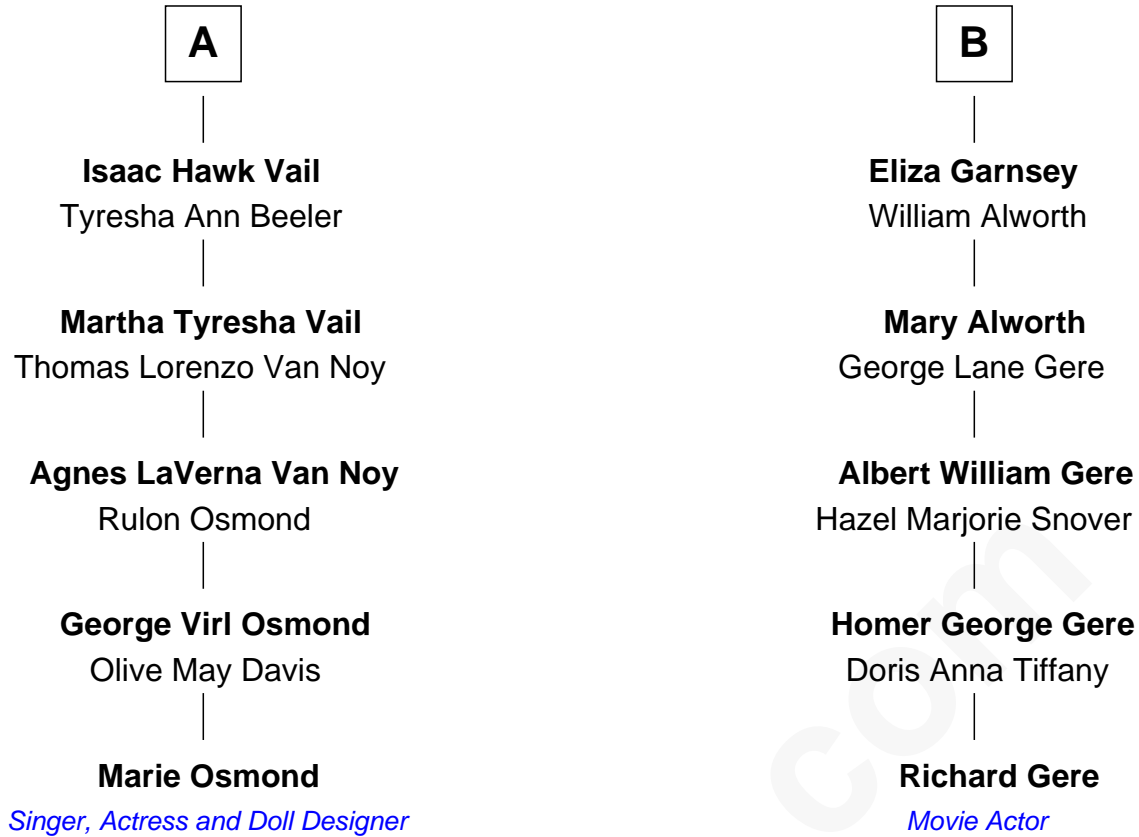 A
B
Isaac Hawk Vail
Tyresha Ann Beeler
Eliza Garnsey
William Alworth
Martha Tyresha Vail
Thomas Lorenzo Van Noy
Mary Alworth
George Lane Gere
Agnes LaVerna Van Noy
Rulon Osmond
Albert William Gere
Hazel Marjorie Snover
George Virl Osmond
Olive May Davis
Homer George Gere
Doris Anna Tiffany
Marie Osmond
Singer, Actress and Doll Designer
Richard Gere
Movie Actor
com